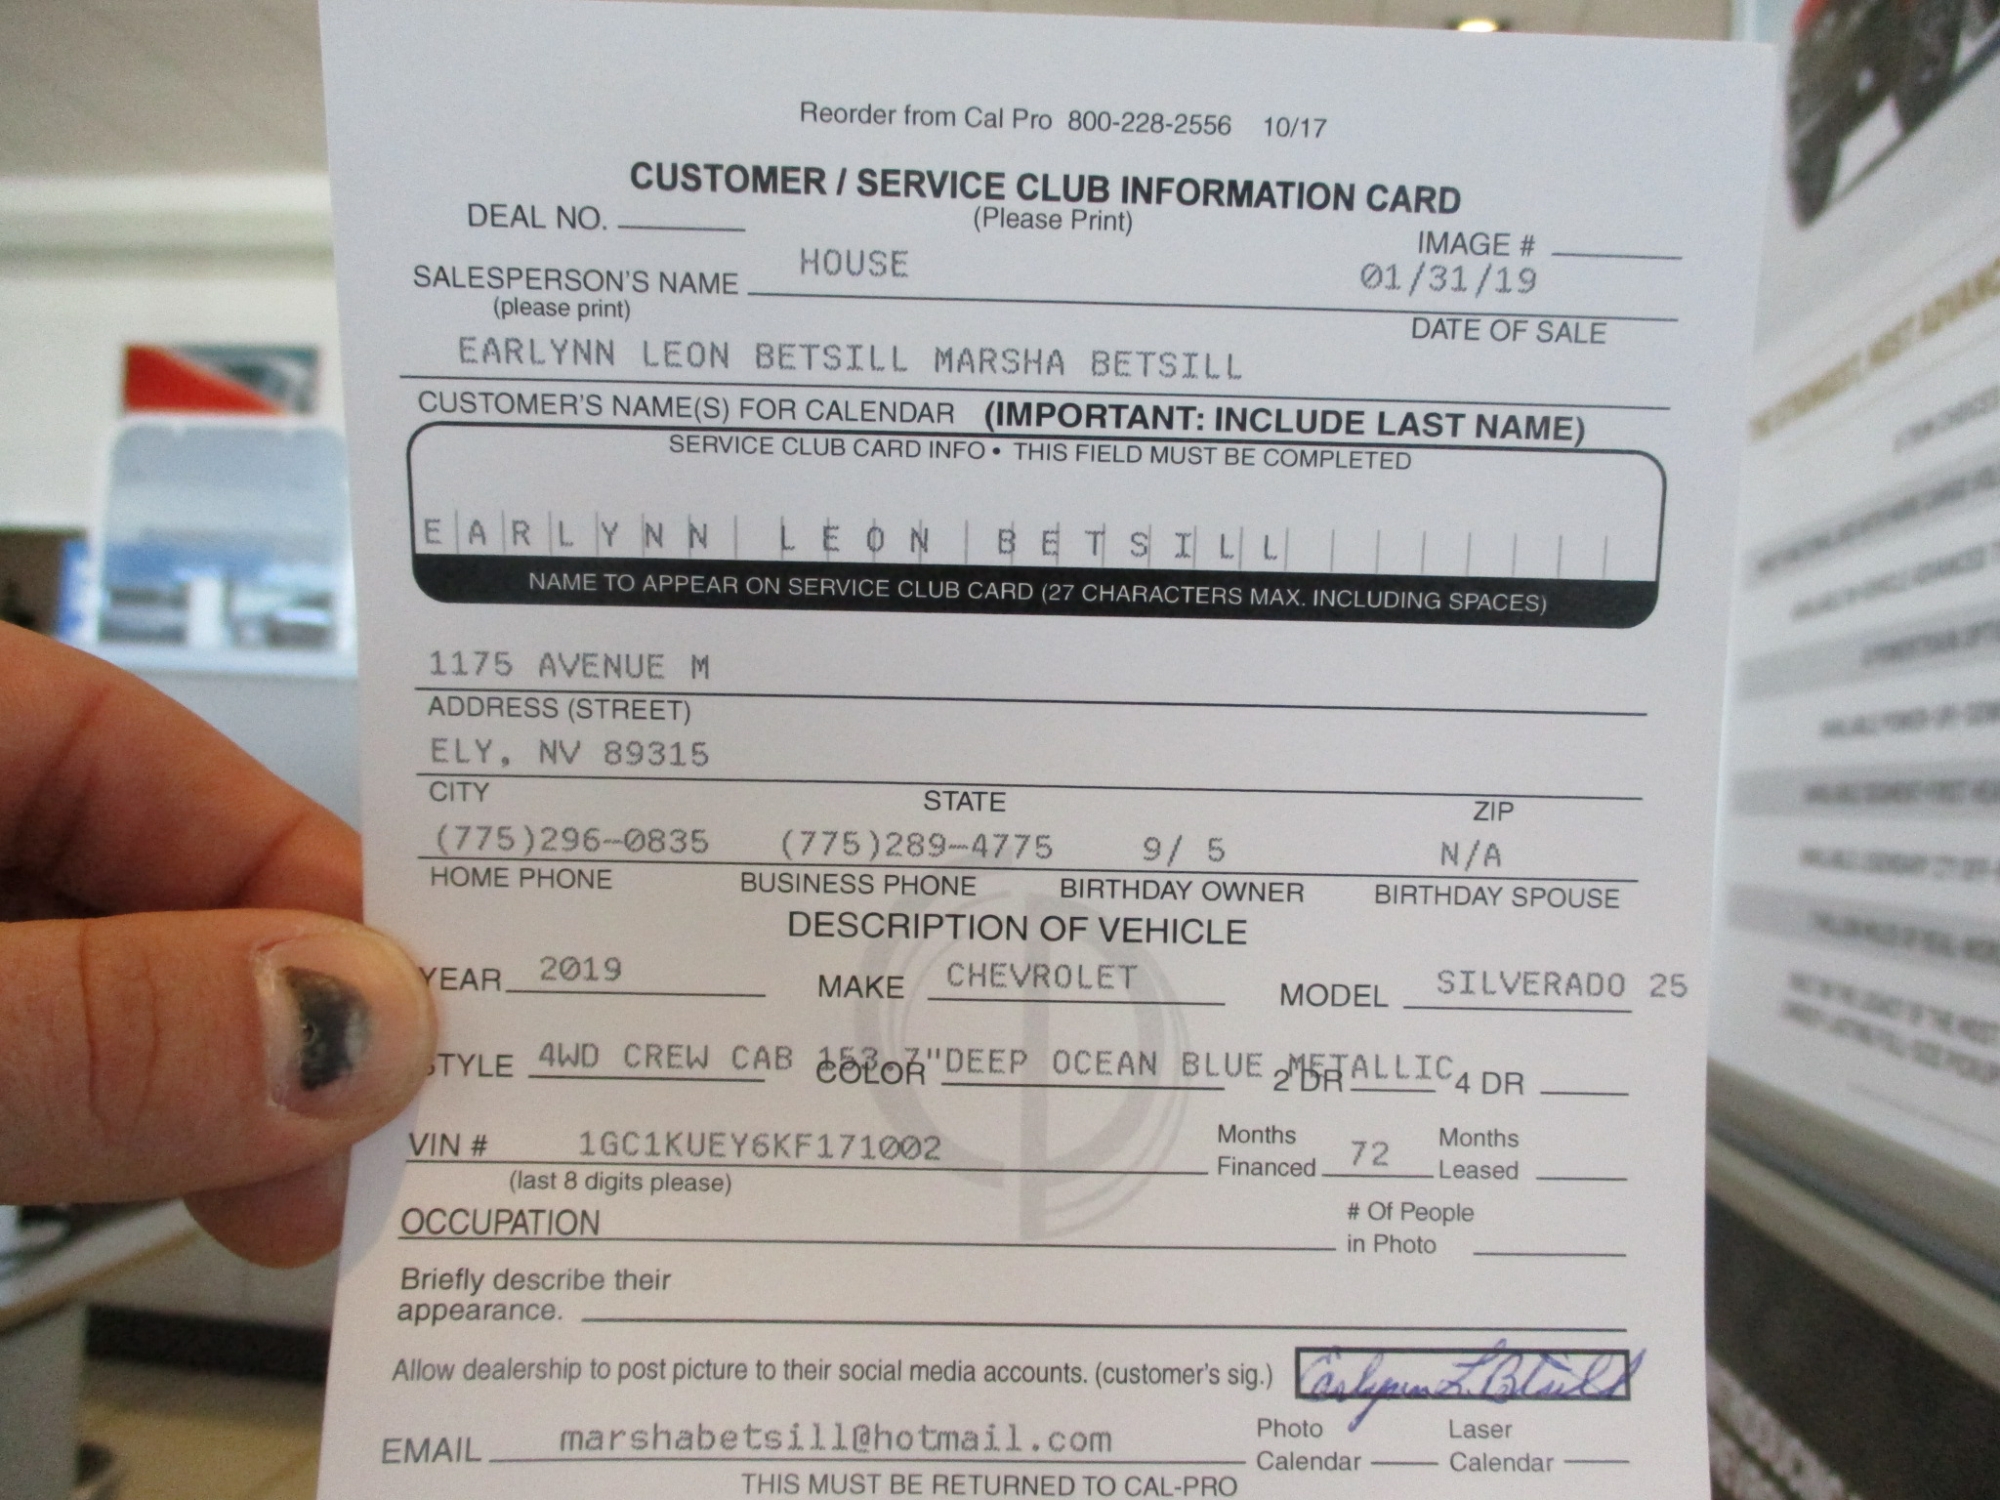 Reorder from Cal Pro 800-228-2556 10/17
CUSTOMER / SERVICE CLUB INFORMATION CARD
DEAL NO. (Please Print)
IMAGE #
SALESPERSON'S NAME HOUSE 01/31/19
(please print) DATE OF SALE
EARLYNN LEON BETSILL MARSHA BETSILL
CUSTOMER'S NAME(S) FOR CALENDAR (IMPORTANT: INCLUDE LAST NAME)
SERVICE CLUB CARD INFO • THIS FIELD MUST BE COMPLETED
EARLYNN LEON BETSILL
NAME TO APPEAR ON SERVICE CLUB CARD (27 CHARACTERS MAX. INCLUDING SPACES)
1175 AVENUE M
ADDRESS (STREET)
ELY, NV 89315
CITY STATE ZIP
(775)296-0835 (775)289-4775 9/ 5 N/A
HOME PHONE BUSINESS PHONE BIRTHDAY OWNER BIRTHDAY SPOUSE
DESCRIPTION OF VEHICLE
YEAR 2019 MAKE CHEVROLET MODEL SILVERADO 25
STYLE 4WD CREW CAB 153.7" COLOR DEEP OCEAN BLUE METALLIC 2 DR 4 DR
VIN # 1GC1KUEY6KF171002 Months Financed 72 Months Leased
(last 8 digits please)
OCCUPATION # Of People in Photo
Briefly describe their
appearance.
Allow dealership to post picture to their social media accounts. (customer's sig.) Earlynn L. Betsill
EMAIL marshabetsill@hotmail.com Photo Calendar Laser Calendar
THIS MUST BE RETURNED TO CAL-PRO